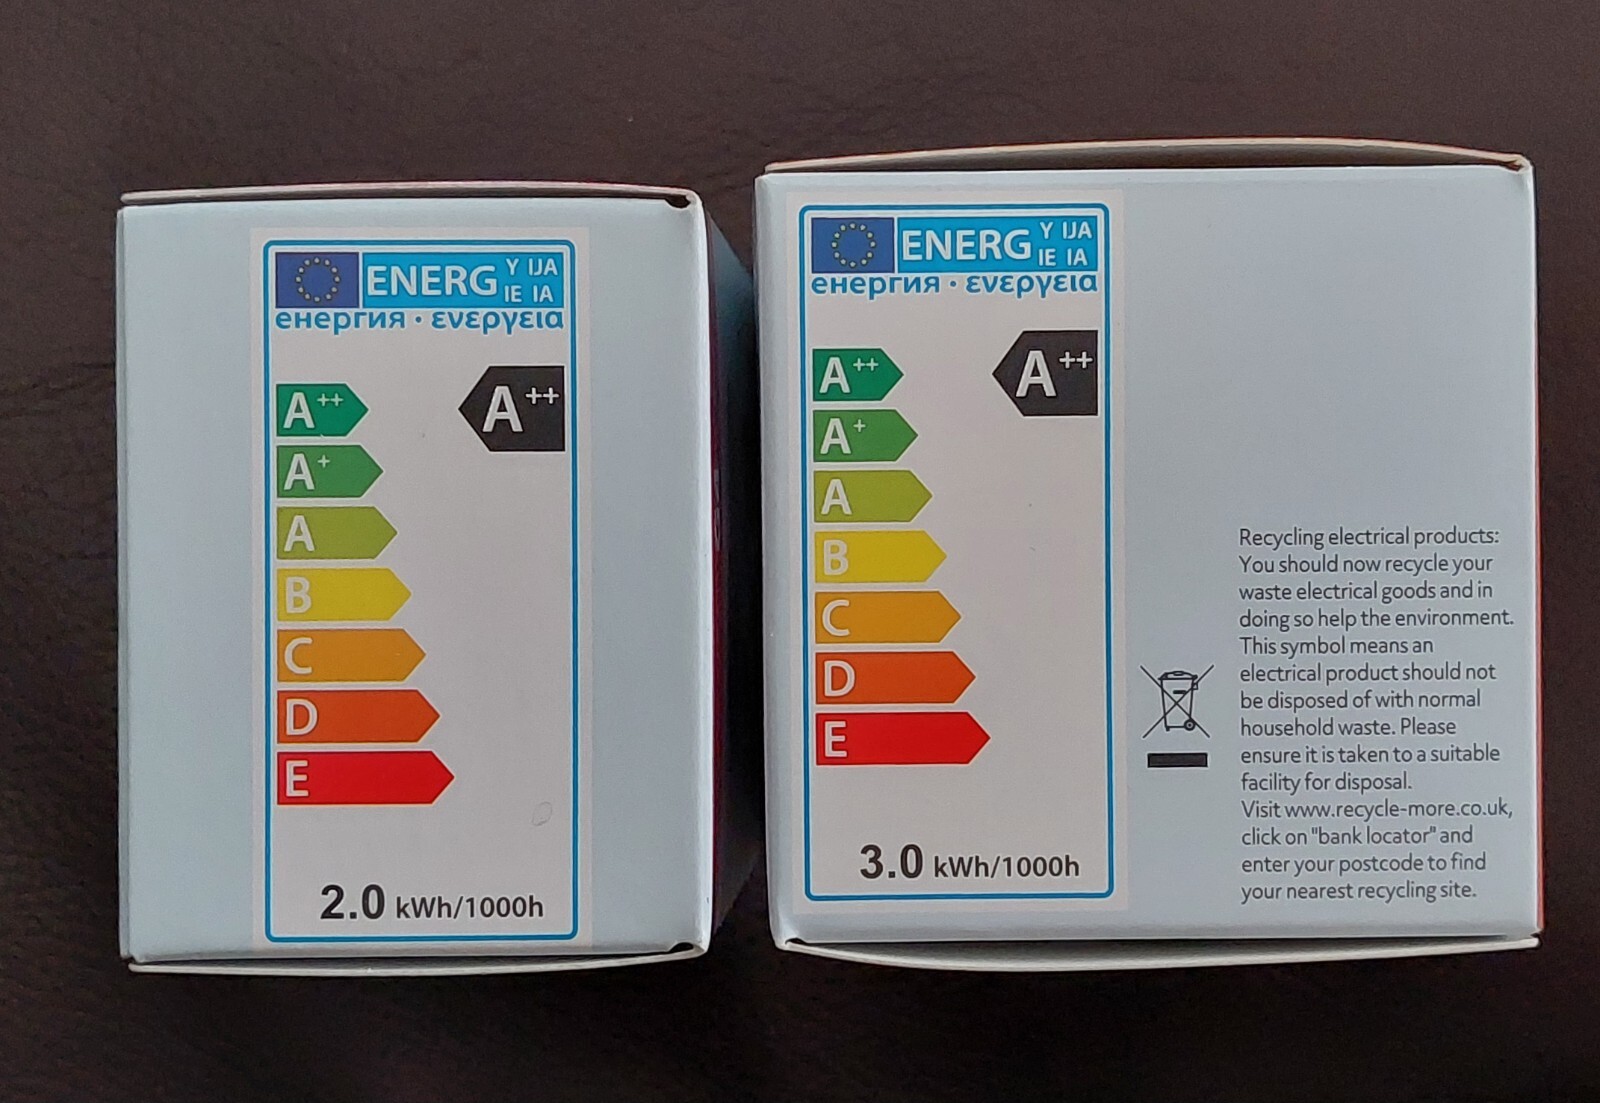 ENERG Y IJA
IE IA
енергия · ενεργεια
A++
A++
A+
A
B
C
D
E
2.0 kWh/1000h
ENERG Y IJA
IE IA
енергия · ενεργεια
A++
A++
A+
A
B
C
D
E
3.0 kWh/1000h
Recycling electrical products:
You should now recycle your
waste electrical goods and in
doing so help the environment.
This symbol means an
electrical product should not
be disposed of with normal
household waste. Please
ensure it is taken to a suitable
facility for disposal.
Visit www.recycle-more.co.uk,
click on "bank locator" and
enter your postcode to find
your nearest recycling site.